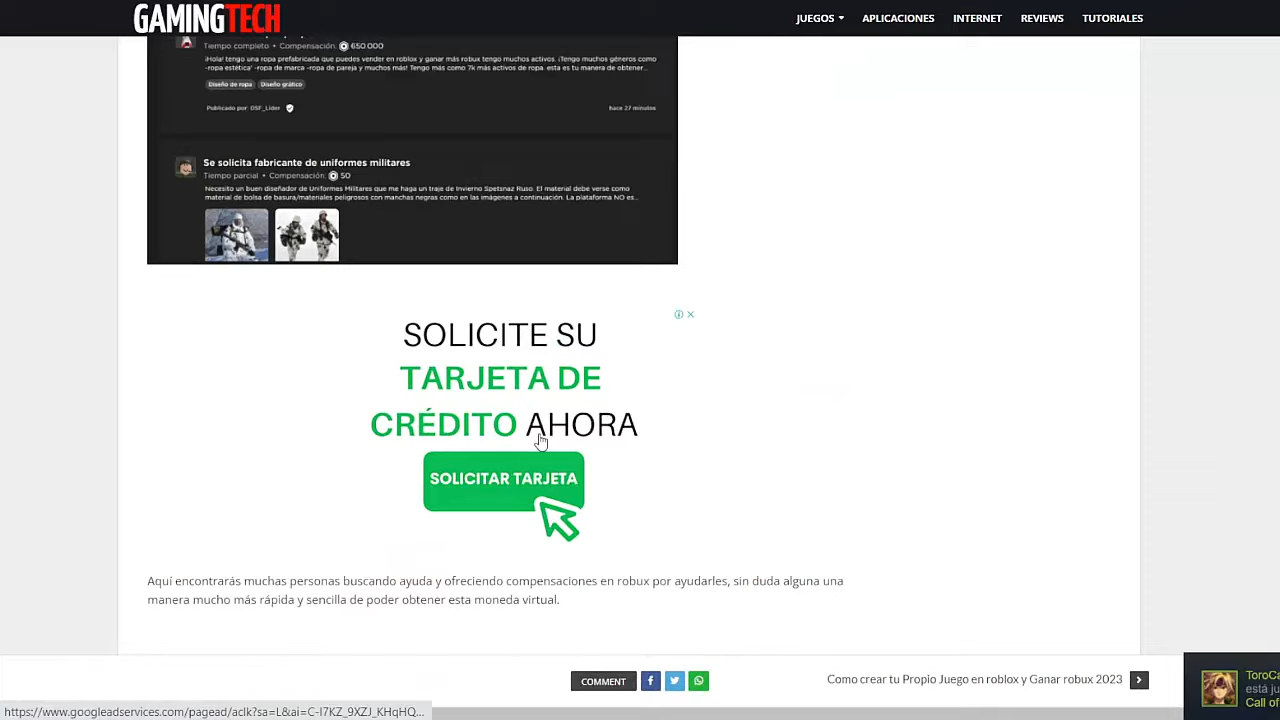 GAMINGTECH
JUEGOS
APLICACIONES
INTERNET
REVIEWS
TUTORIALES
Tiempo completo • Compensación: 650 000
¡Hola! tengo una ropa prefabricada que puedes vender en roblox y ganar más robux tengo muchos activos. ¡Tengo muchos géneros como
-ropa estética' -ropa de marca -ropa de pareja y muchos más! Tengo más como 7k más activos de ropa. esta es tu manera de obtener...
Diseño de ropa
Diseño gráfico
Publicado por: DSF_Lider
hace 27 minutos
Se solicita fabricante de uniformes militares
Tiempo parcial • Compensación: 50
Necesito un buen diseñador de Uniformes Militares que me haga un traje de Invierno Spetsnaz Ruso. El material debe verse como
material de bolsa de basura/materiales peligrosos con manchas negras como en las imágenes a continuación. La plataforma NO es...
SOLICITE SU
TARJETA DE
CRÉDITO AHORA
SOLICITAR TARJETA
Aquí encontrarás muchas personas buscando ayuda y ofreciendo compensaciones en robux por ayudarles, sin duda alguna una
manera mucho más rápida y sencilla de poder obtener esta moneda virtual.
COMMENT
Como crear tu Propio Juego en roblox y Ganar robux 2023
ToroCa
está ju
Call of
https://www.googleadservices.com/pagead/aclk?sa=L&ai=C-I7KZ_9XZJ_KHqHQ...